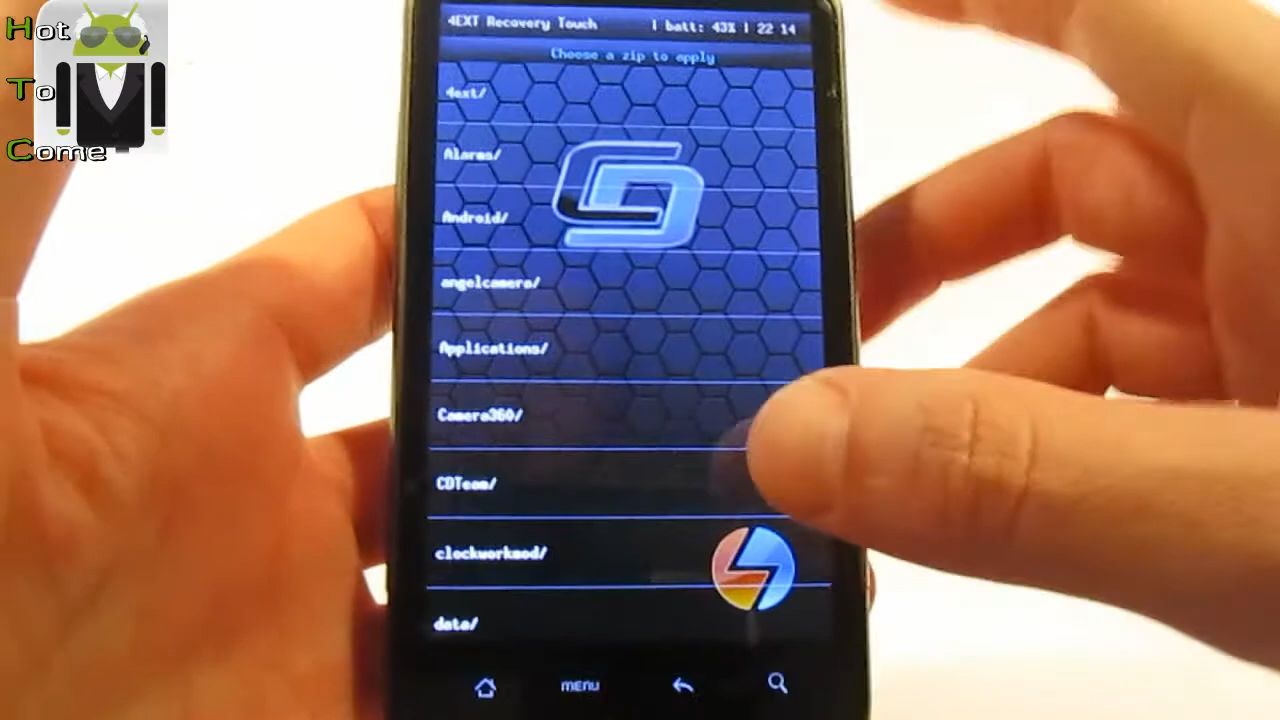 Hot
To
Come
4EXT Recovery Touch | batt: 43% | 22 14
Choose a zip to apply
4ext/
Alarms/
Android/
angelcamera/
Applications/
Camera360/
CDTeam/
clockworkmod/
data/
MENU